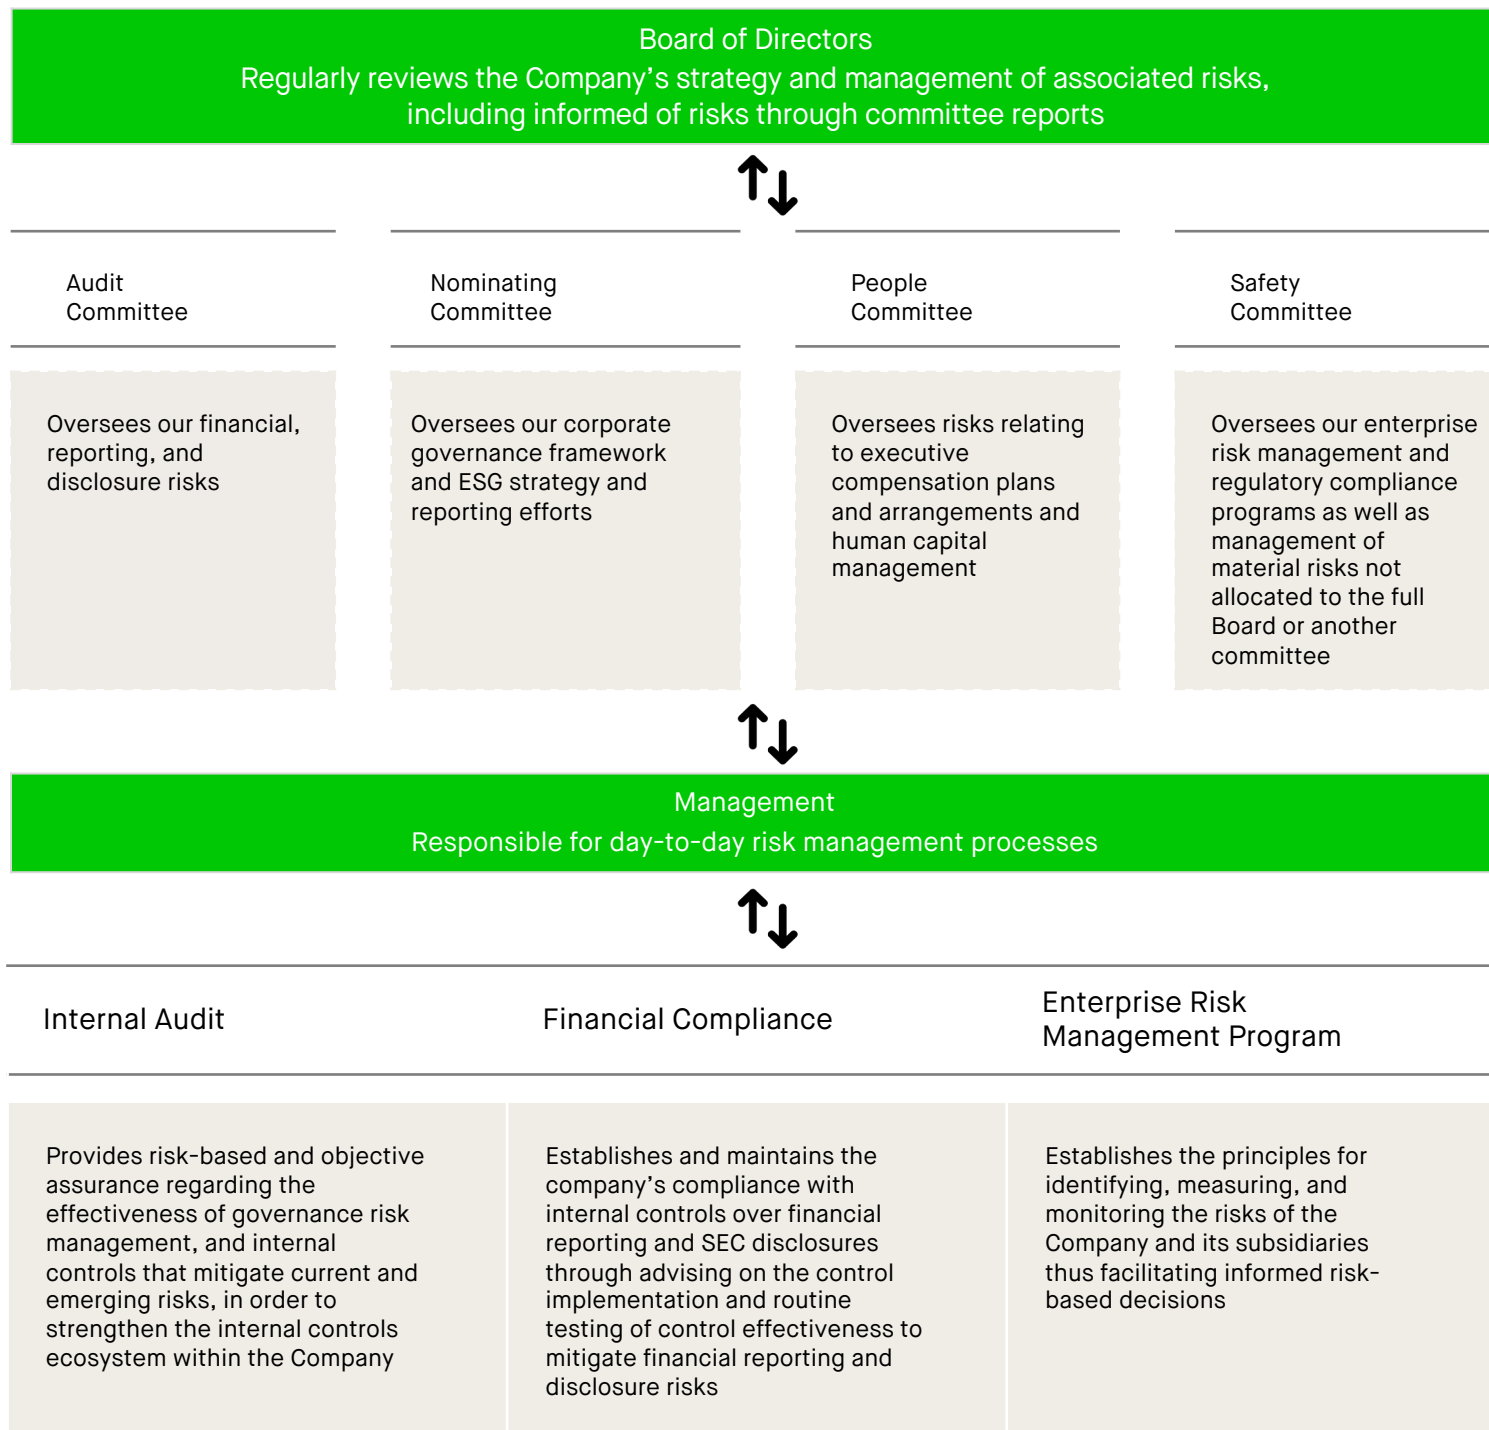 Board of Directors
Regularly reviews the Company's strategy and management of associated risks,
including informed of risks through committee reports
Audit
Committee
Nominating
Committee
People
Committee
Safety
Committee
Oversees our financial,
reporting, and
disclosure risks
Oversees our corporate
governance framework
and ESG strategy and
reporting efforts
Oversees risks relating
to executive
compensation plans
and arrangements and
human capital
management
Oversees our enterprise
risk management and
regulatory compliance
programs as well as
management of
material risks not
allocated to the full
Board or another
committee
Management
Responsible for day-to-day risk management processes
Internal Audit
Financial Compliance
Enterprise Risk
Management Program
Provides risk-based and objective
assurance regarding the
effectiveness of governance risk
management, and internal
controls that mitigate current and
emerging risks, in order to
strengthen the internal controls
ecosystem within the Company
Establishes and maintains the
company's compliance with
internal controls over financial
reporting and SEC disclosures
through advising on the control
implementation and routine
testing of control effectiveness to
mitigate financial reporting and
disclosure risks
Establishes the principles for
identifying, measuring, and
monitoring the risks of the
Company and its subsidiaries
thus facilitating informed risk-
based decisions